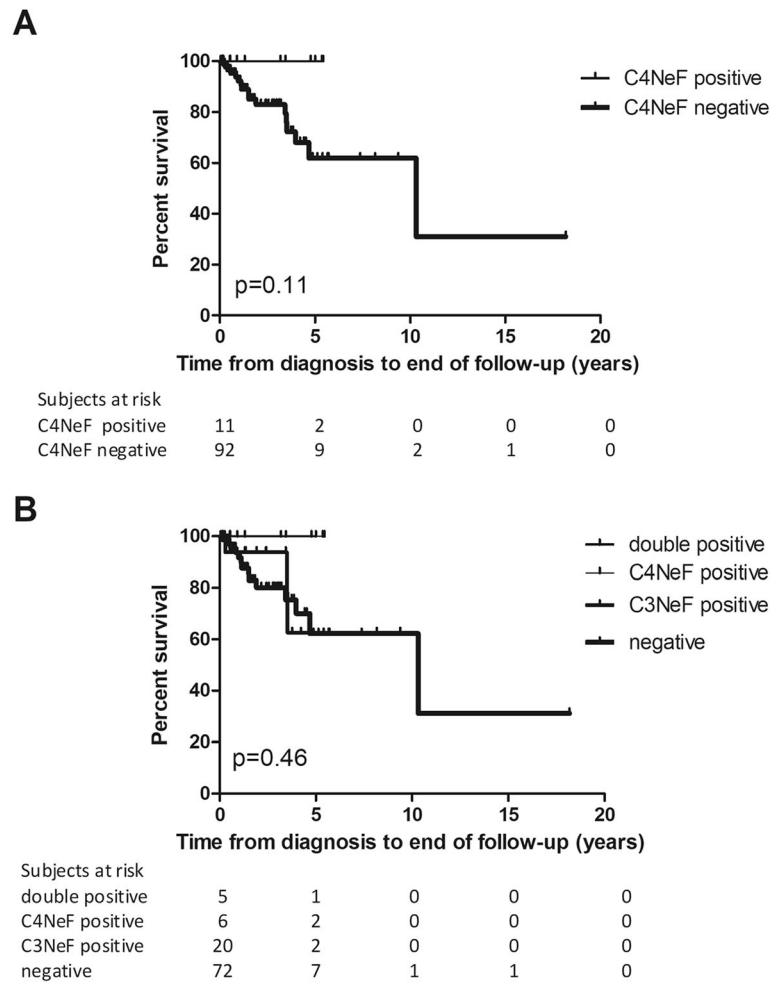 A
100
80
60
40
20
0
Percent survival
p=0.11
C4NeF positive
C4NeF negative
0 5 10 15 20
Time from diagnosis to end of follow-up (years)
Subjects at risk
C4NeF positive 11 2 0 0 0
C4NeF negative 92 9 2 1 0
B
100
80
60
40
20
0
Percent survival
p=0.46
double positive
C4NeF positive
C3NeF positive
negative
0 5 10 15 20
Time from diagnosis to end of follow-up (years)
Subjects at risk
double positive 5 1 0 0 0
C4NeF positive 6 2 0 0 0
C3NeF positive 20 2 0 0 0
negative 72 7 1 1 0